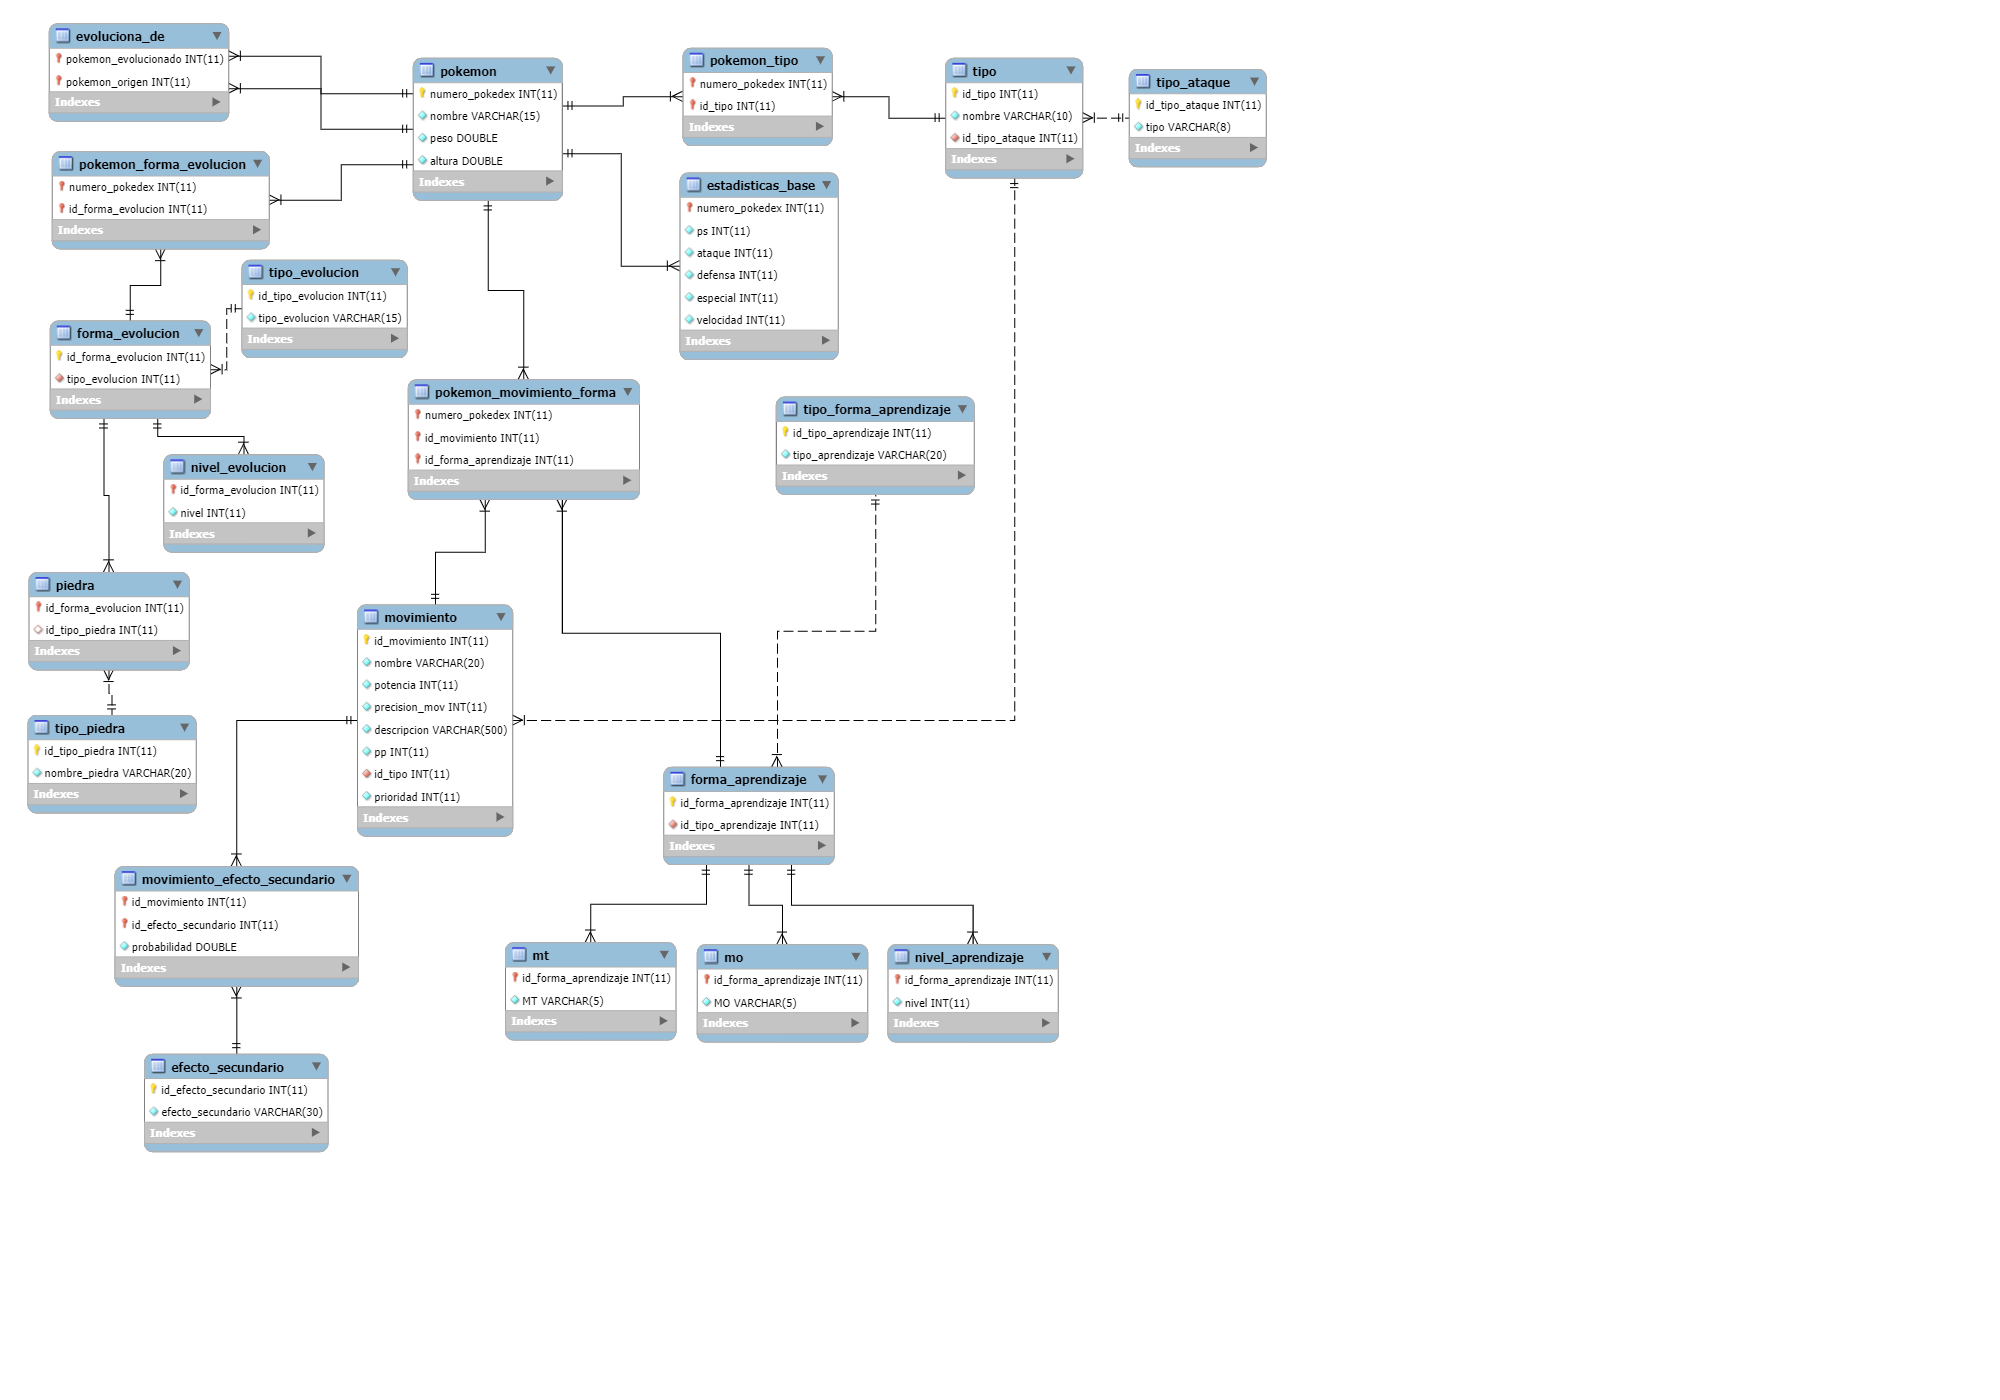 evoluciona_de
pokemon_evolucionado INT(11)
pokemon_origen INT(11)
Indexes
pokemon
numero_pokedex INT(11)
nombre VARCHAR(15)
peso DOUBLE
altura DOUBLE
Indexes
pokemon_tipo
numero_pokedex INT(11)
id_tipo INT(11)
Indexes
tipo
id_tipo INT(11)
nombre VARCHAR(10)
id_tipo_ataque INT(11)
Indexes
tipo_ataque
id_tipo_ataque INT(11)
tipo VARCHAR(8)
Indexes
pokemon_forma_evolucion
numero_pokedex INT(11)
id_forma_evolucion INT(11)
Indexes
estadisticas_base
numero_pokedex INT(11)
ps INT(11)
ataque INT(11)
defensa INT(11)
especial INT(11)
velocidad INT(11)
Indexes
tipo_evolucion
id_tipo_evolucion INT(11)
tipo_evolucion VARCHAR(15)
Indexes
forma_evolucion
id_forma_evolucion INT(11)
tipo_evolucion INT(11)
Indexes
pokemon_movimiento_forma
numero_pokedex INT(11)
id_movimiento INT(11)
id_forma_aprendizaje INT(11)
Indexes
tipo_forma_aprendizaje
id_tipo_aprendizaje INT(11)
tipo_aprendizaje VARCHAR(20)
Indexes
nivel_evolucion
id_forma_evolucion INT(11)
nivel INT(11)
Indexes
piedra
id_forma_evolucion INT(11)
id_tipo_piedra INT(11)
Indexes
movimiento
id_movimiento INT(11)
nombre VARCHAR(20)
potencia INT(11)
precision_mov INT(11)
descripcion VARCHAR(500)
pp INT(11)
id_tipo INT(11)
prioridad INT(11)
Indexes
tipo_piedra
id_tipo_piedra INT(11)
nombre_piedra VARCHAR(20)
Indexes
forma_aprendizaje
id_forma_aprendizaje INT(11)
id_tipo_aprendizaje INT(11)
Indexes
movimiento_efecto_secundario
id_movimiento INT(11)
id_efecto_secundario INT(11)
probabilidad DOUBLE
Indexes
mt
id_forma_aprendizaje INT(11)
MT VARCHAR(5)
Indexes
mo
id_forma_aprendizaje INT(11)
MO VARCHAR(5)
Indexes
nivel_aprendizaje
id_forma_aprendizaje INT(11)
nivel INT(11)
Indexes
efecto_secundario
id_efecto_secundario INT(11)
efecto_secundario VARCHAR(30)
Indexes